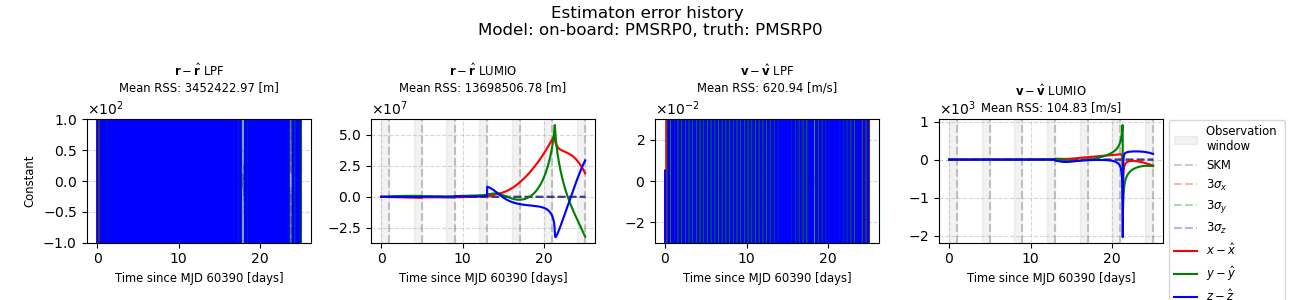 Estimaton error history
Model: on-board: PMSRP0, truth: PMSRP0
r − r̂ LPF
Mean RSS: 3452422.97 [m]
×10²
1.0
0.5
0.0
−0.5
−1.0
Constant
0
10
20
Time since MJD 60390 [days]
r − r̂ LUMIO
Mean RSS: 13698506.78 [m]
×10⁷
5.0
2.5
0.0
−2.5
0
10
20
Time since MJD 60390 [days]
v − v̂ LPF
Mean RSS: 620.94 [m/s]
×10⁻²
2
0
−2
0
10
20
Time since MJD 60390 [days]
v − v̂ LUMIO
×10³ Mean RSS: 104.83 [m/s]
1
0
−1
−2
0
10
20
Time since MJD 60390 [days]
Observation
window
SKM
3σx
3σy
3σz
x − x̂
y − ŷ
z − ẑ